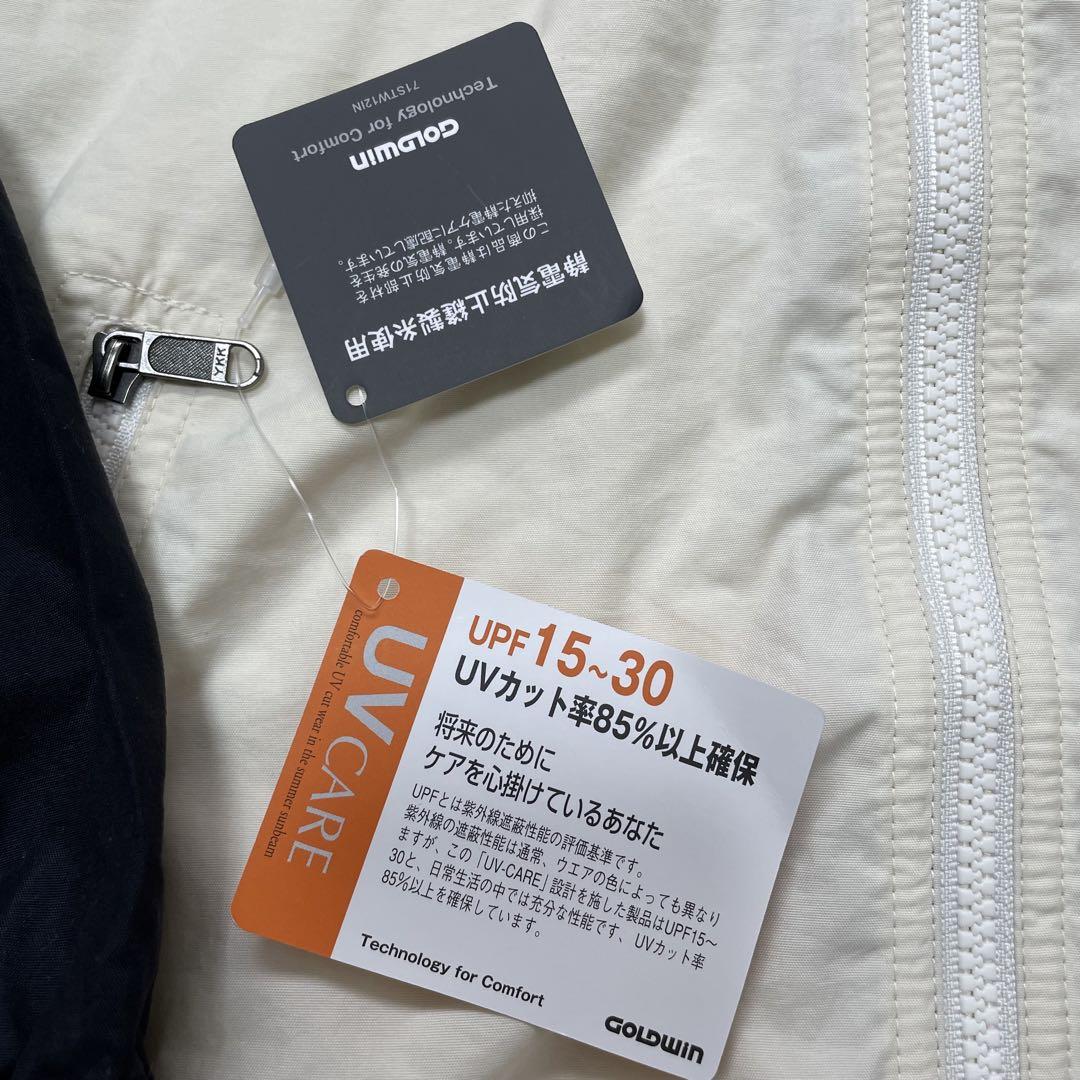 静電気防止縫製糸使用
この商品は静電気防止部材を
採用しています。静電気の発生を
抑えた静電ケアに配慮しています。
GOLDWIN
Technology for Comfort
71STW12IN
YKK
UV CARE
comfortable UV cut wear in the summer sunbeam
UPF15~30
UVカット率85%以上確保
将来のために
ケアを心掛けているあなた
UPFとは紫外線遮蔽性能の評価基準です。
紫外線の遮蔽性能は通常、ウエアの色によっても異なり
ますが、この「UV-CARE」設計を施した製品はUPF15~
30と、日常生活の中では充分な性能です、UVカット率
85%以上を確保しています。
Technology for Comfort
GOLDWIN